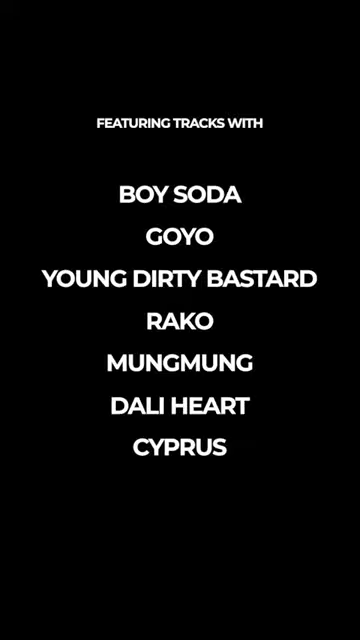 FEATURING TRACKS WITH
BOY SODA
GOYO
YOUNG DIRTY BASTARD
RAKO
MUNGMUNG
DALI HEART
CYPRUS